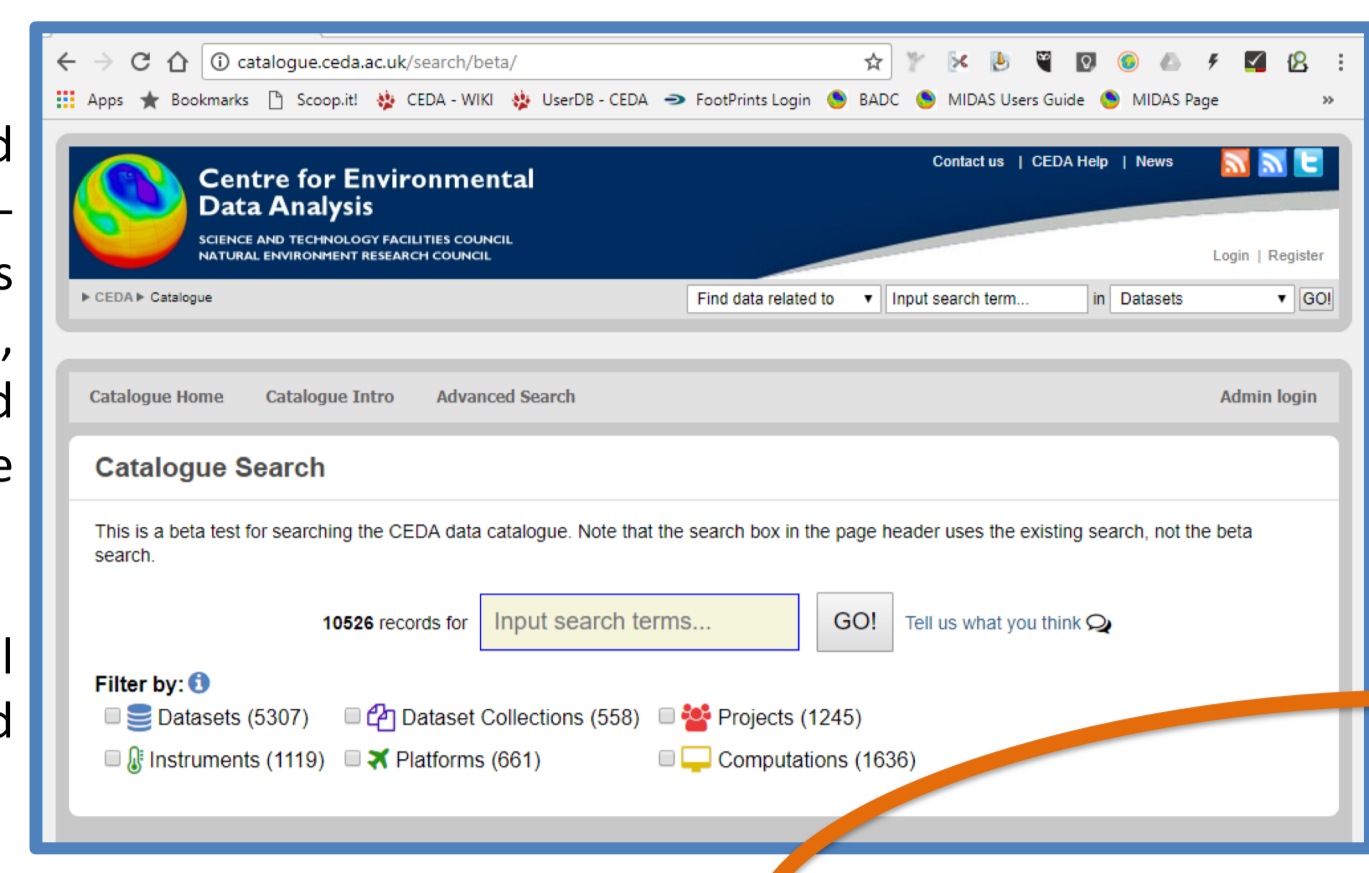 catalogue.ceda.ac.uk/search/beta/
Apps Bookmarks Scoop.it! CEDA - WIKI UserDB - CEDA FootPrints Login BADC MIDAS Users Guide MIDAS Page »
Centre for Environmental
Data Analysis
SCIENCE AND TECHNOLOGY FACILITIES COUNCIL
NATURAL ENVIRONMENT RESEARCH COUNCIL
Contact us | CEDA Help | News
Login | Register
CEDA Catalogue
Find data related to Input search term... in Datasets GO!
Catalogue Home Catalogue Intro Advanced Search Admin login
Catalogue Search
This is a beta test for searching the CEDA data catalogue. Note that the search box in the page header uses the existing search, not the beta
search.
10526 records for Input search terms... GO! Tell us what you think
Filter by:
Datasets (5307) Dataset Collections (558) Projects (1245)
Instruments (1119) Platforms (661) Computations (1636)